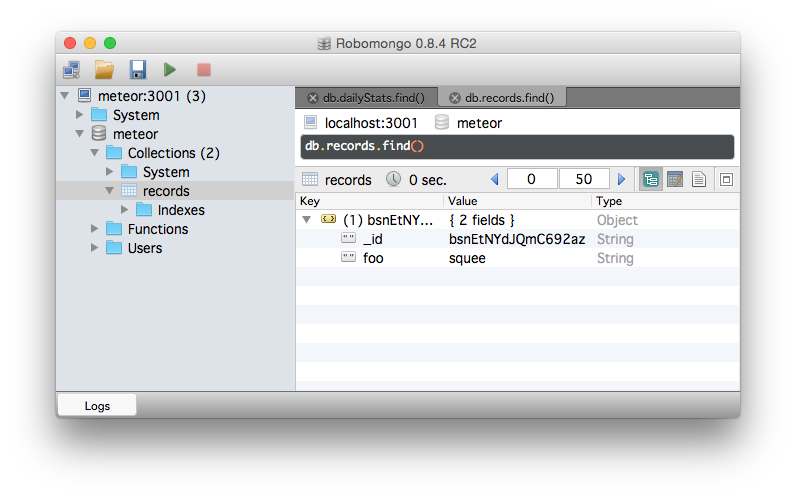 Robomongo 0.8.4 RC2
meteor:3001 (3)
System
meteor
Collections (2)
System
records
Indexes
Functions
Users
db.dailyStats.find()
db.records.find()
localhost:3001
meteor
db.records.find()
records
0 sec.
0
50
Key
Value
Type
(1) bsnEtNY...
{ 2 fields }
Object
_id
bsnEtNYdJQmC692az
String
foo
squee
String
Logs